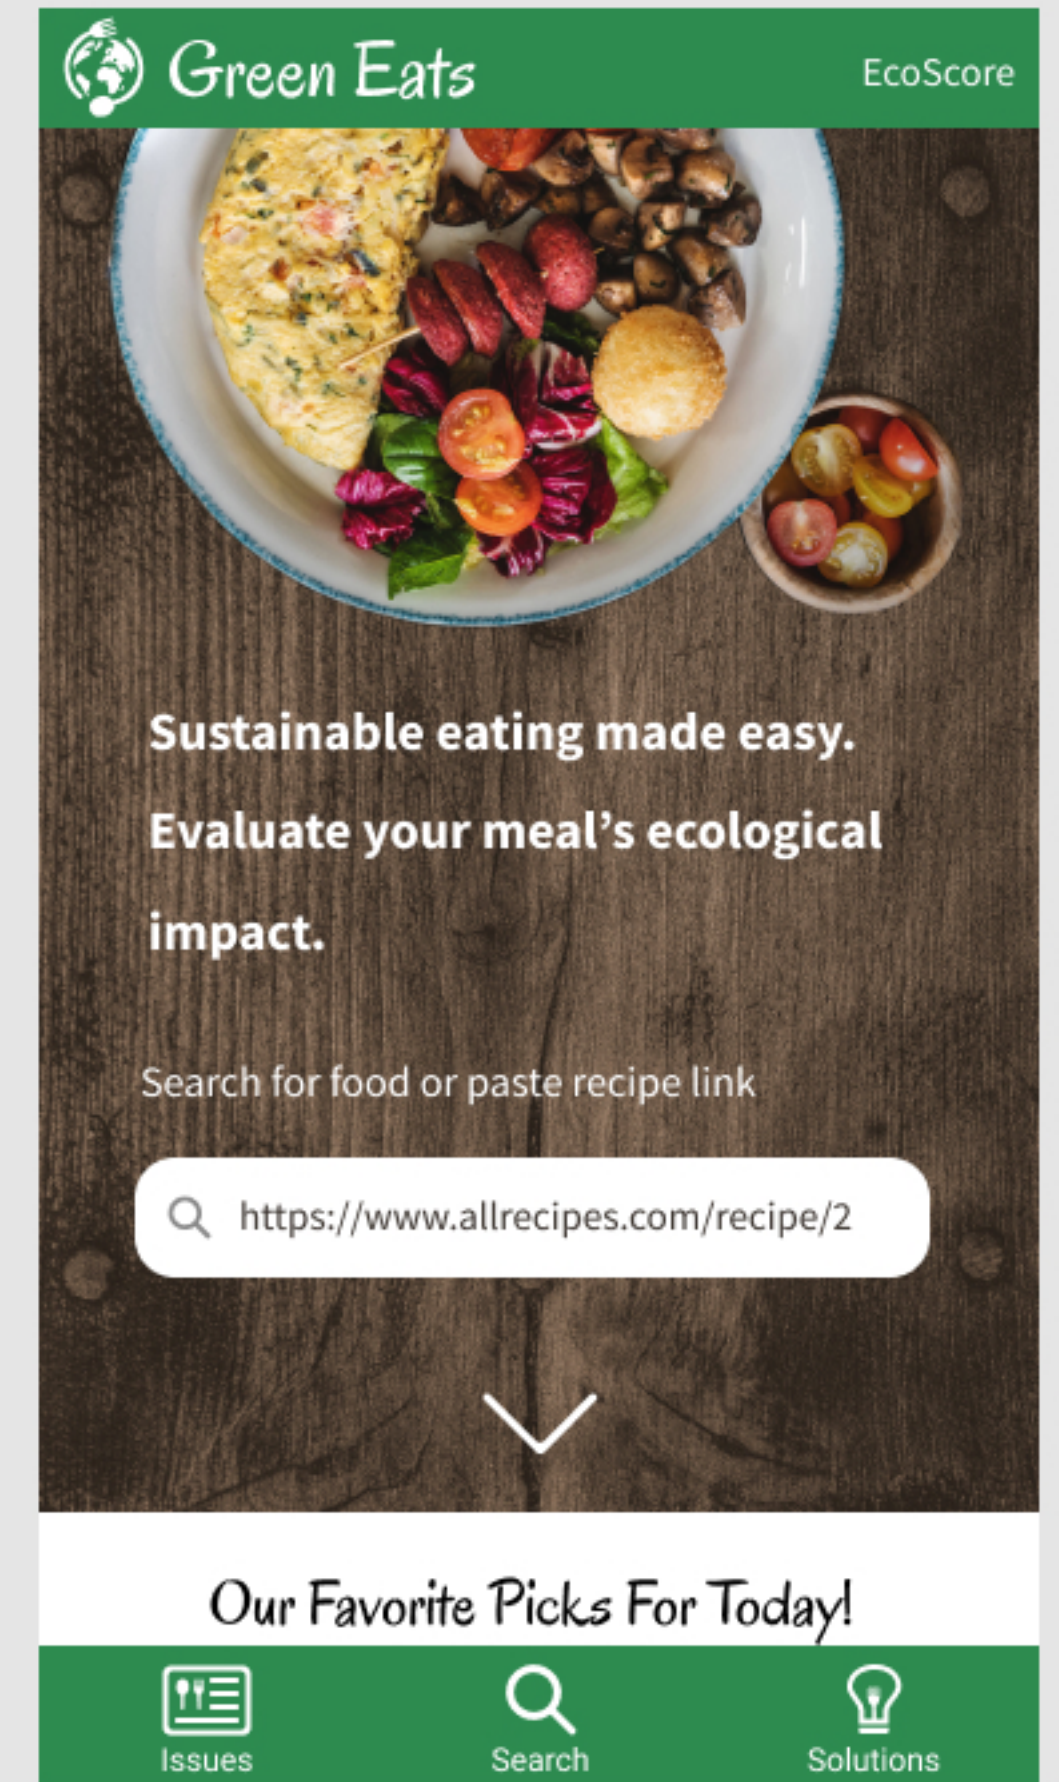 Green Eats
EcoScore
Sustainable eating made easy.
Evaluate your meal’s ecological
impact.
Search for food or paste recipe link
https://www.allrecipes.com/recipe/2
Our Favorite Picks For Today!
Issues
Search
Solutions